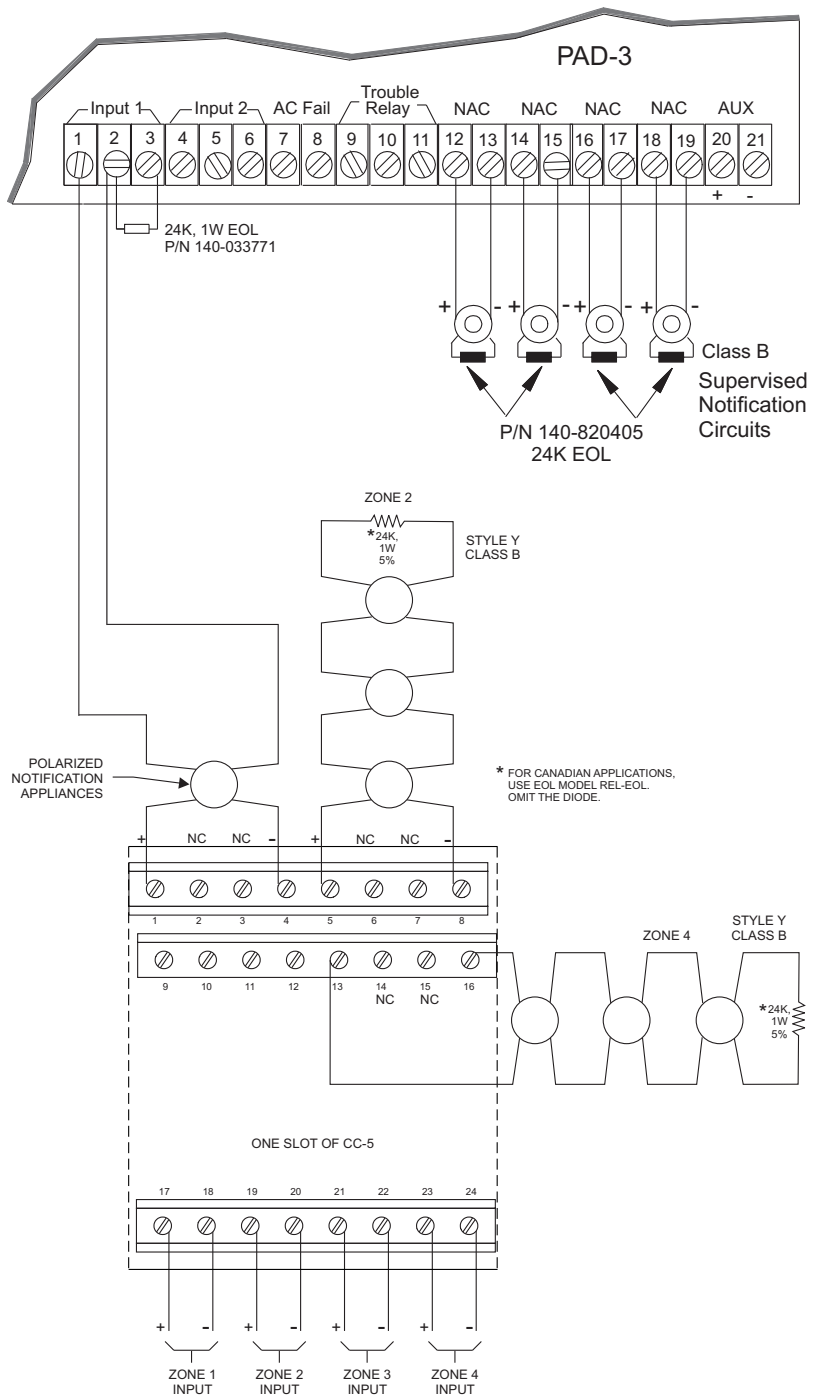 PAD-3
Input 1 Input 2 AC Fail Trouble
Relay NAC NAC NAC NAC AUX
1 2 3 4 5 6 7 8 9 10 11 12 13 14 15 16 17 18 19 20 21
+ -
24K, 1W EOL
P/N 140-033771
+ - + - + - + -
Class B
Supervised
Notification
Circuits
P/N 140-820405
24K EOL
ZONE 2
*24K,
1W
5%
STYLE Y
CLASS B
POLARIZED
NOTIFICATION
APPLIANCES
* FOR CANADIAN APPLICATIONS,
USE EOL MODEL REL-EOL.
OMIT THE DIODE.
+ NC NC - + NC NC -
1 2 3 4 5 6 7 8
9 10 11 12 13 14 15 16
NC NC
ZONE 4
STYLE Y
CLASS B
*24K,
1W
5%
ONE SLOT OF CC-5
17 18 19 20 21 22 23 24
+ - + - + - + -
ZONE 1
INPUT
ZONE 2
INPUT
ZONE 3
INPUT
ZONE 4
INPUT